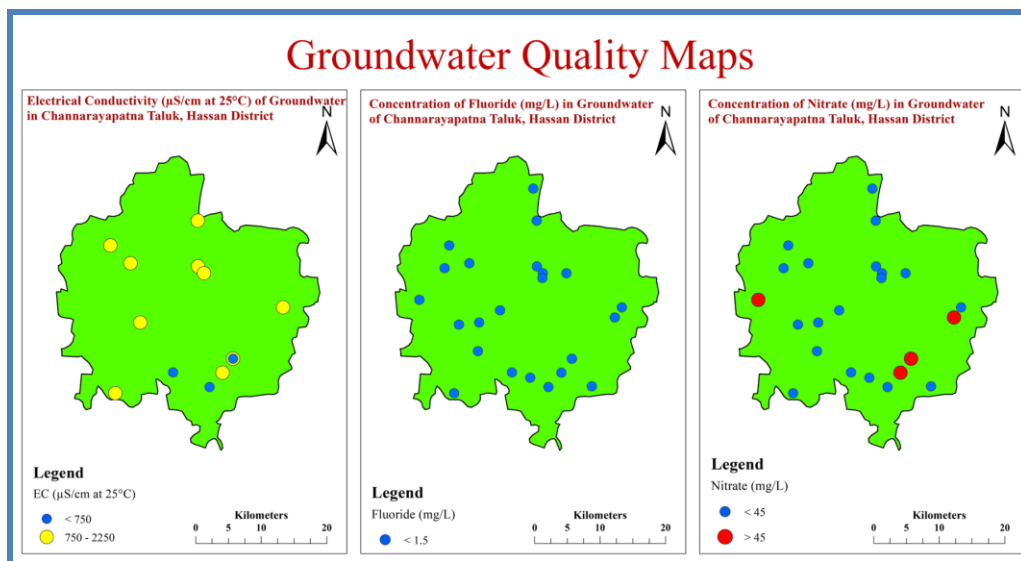 Groundwater Quality Maps
Electrical Conductivity (µS/cm at 25°C) of Groundwater
in Channarayapatna Taluk, Hassan District
N
Legend
EC (µS/cm at 25°C)
< 750
750 - 2250
Kilometers
0 5 10 20
Concentration of Fluoride (mg/L) in Groundwater
of Channarayapatna Taluk, Hassan District
N
Legend
Fluoride (mg/L)
< 1.5
Kilometers
0 5 10 20
Concentration of Nitrate (mg/L) in Groundwater
of Channarayapatna Taluk, Hassan District
N
Legend
Nitrate (mg/L)
< 45
> 45
Kilometers
0 5 10 20